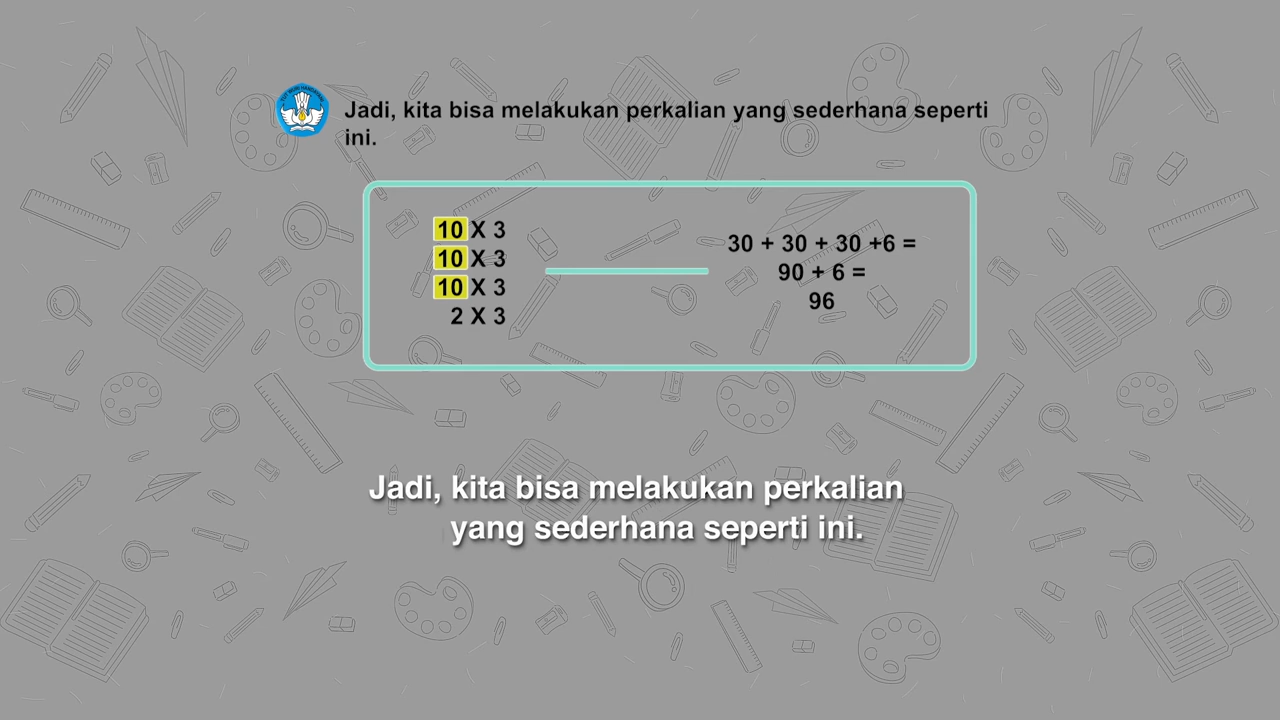 Jadi, kita bisa melakukan perkalian yang sederhana seperti
ini.
10 X 3
10 X 3
10 X 3
2 X 3
30 + 30 + 30 +6 =
90 + 6 =
96
Jadi, kita bisa melakukan perkalian
yang sederhana seperti ini.